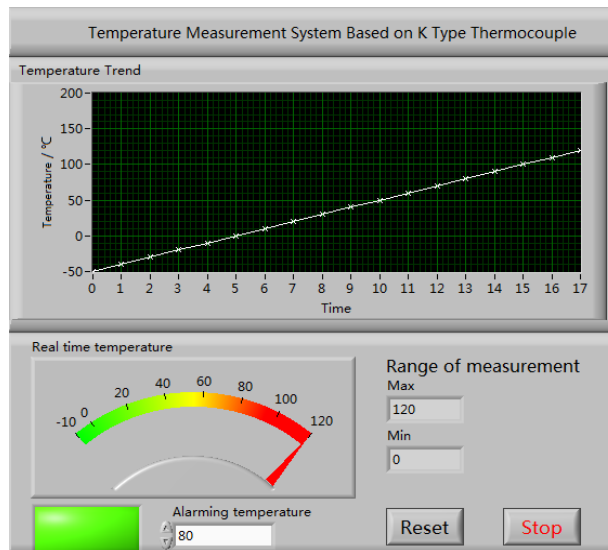 Temperature Measurement System Based on K Type Thermocouple
Temperature Trend
Temperature / ℃
200
150
100
50
0
-50
0 1 2 3 4 5 6 7 8 9 10 11 12 13 14 15 16 17
Time
Real time temperature
-10 0 20 40 60 80 100 120
Range of measurement
Max
120
Min
0
Alarming temperature
80
Reset
Stop